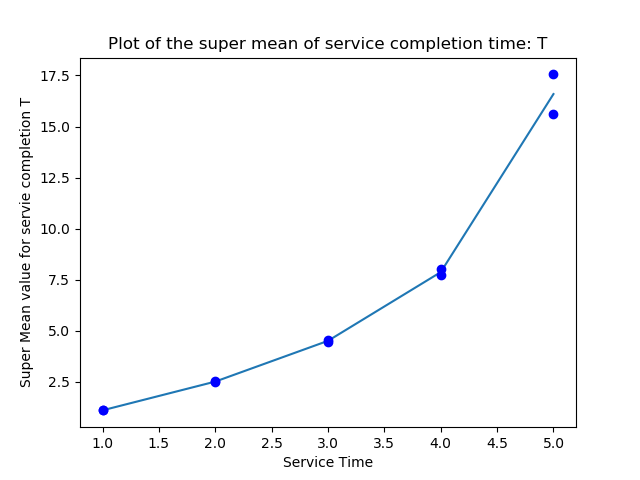 Plot of the super mean of service completion time: T
Super Mean value for servie completion T
17.5
15.0
12.5
10.0
7.5
5.0
2.5
1.0 1.5 2.0 2.5 3.0 3.5 4.0 4.5 5.0
Service Time